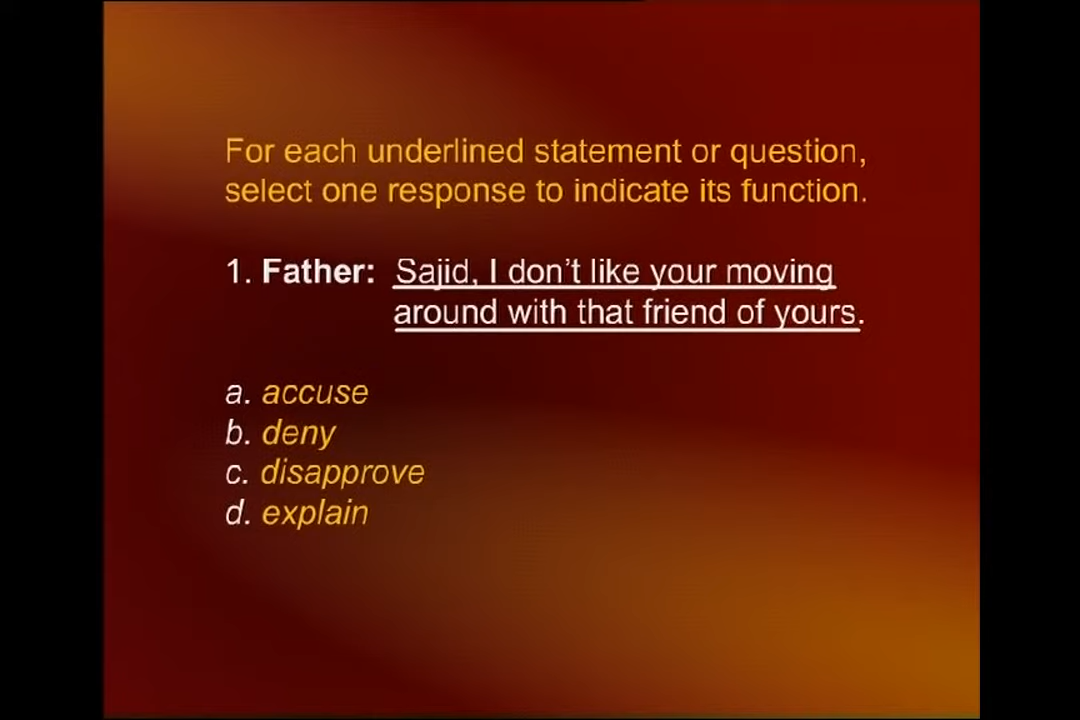 For each underlined statement or question,
select one response to indicate its function.
1. Father: Sajid, I don't like your moving
around with that friend of yours.
a. accuse
b. deny
c. disapprove
d. explain